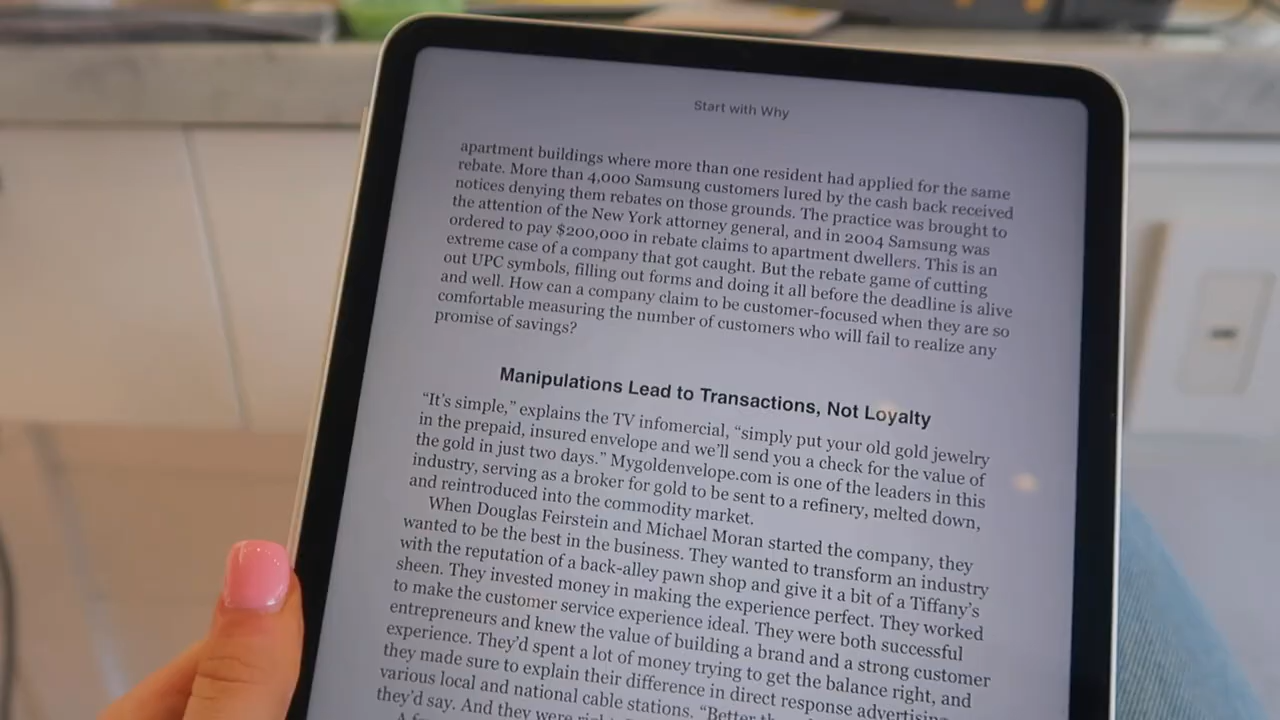 Start with Why
apartment buildings where more than one resident had applied for the same
rebate. More than 4,000 Samsung customers lured by the cash back received
notices denying them rebates on those grounds. The practice was brought to
the attention of the New York attorney general, and in 2004 Samsung was
ordered to pay $200,000 in rebate claims to apartment dwellers. This is an
extreme case of a company that got caught. But the rebate game of cutting
out UPC symbols, filling out forms and doing it all before the deadline is alive
and well. How can a company claim to be customer-focused when they are so
comfortable measuring the number of customers who will fail to realize any
promise of savings?
Manipulations Lead to Transactions, Not Loyalty
“It’s simple,” explains the TV infomercial, “simply put your old gold jewelry
in the prepaid, insured envelope and we’ll send you a check for the value of
the gold in just two days.” Mygoldenvelope.com is one of the leaders in this
industry, serving as a broker for gold to be sent to a refinery, melted down,
and reintroduced into the commodity market.
When Douglas Feirstein and Michael Moran started the company, they
wanted to be the best in the business. They wanted to transform an industry
with the reputation of a back-alley pawn shop and give it a bit of a Tiffany’s
sheen. They invested money in making the experience perfect. They worked
to make the customer service experience ideal. They were both successful
entrepreneurs and knew the value of building a brand and a strong customer
experience. They’d spent a lot of money trying to get the balance right, and
they made sure to explain their difference in direct response advertising
various local and national cable stations. “Better
they’d say. And they were